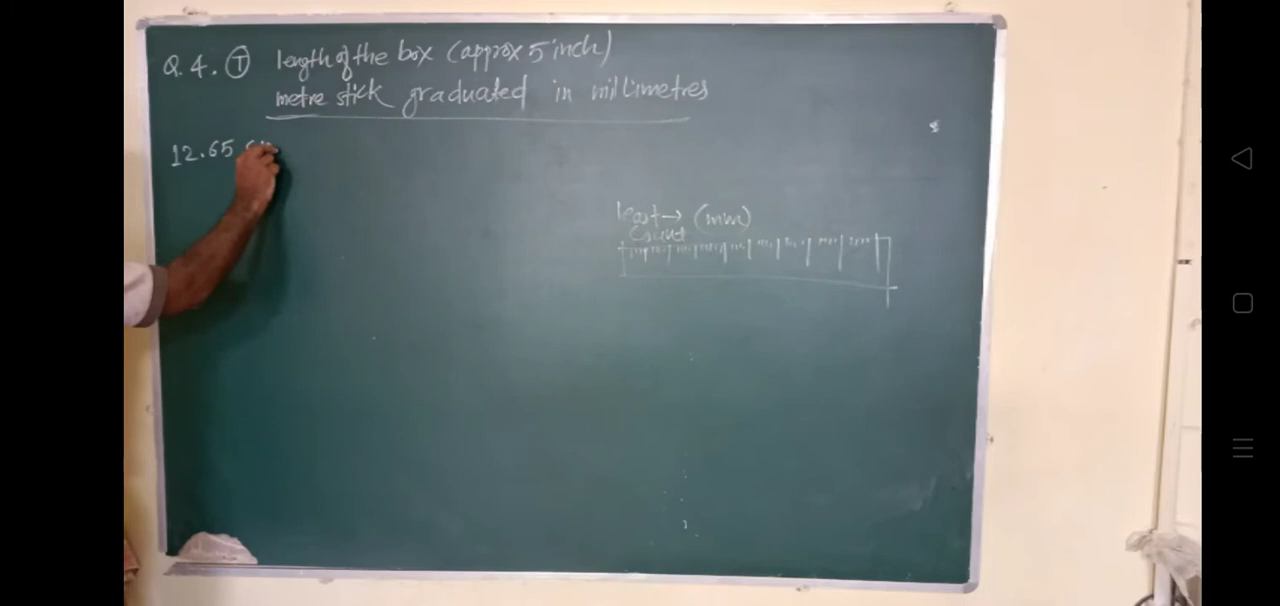 Q.4. T length of the box (approx 5 inch)
metre stick graduated in millimetres
12.65 cm
least → (mm)
Count